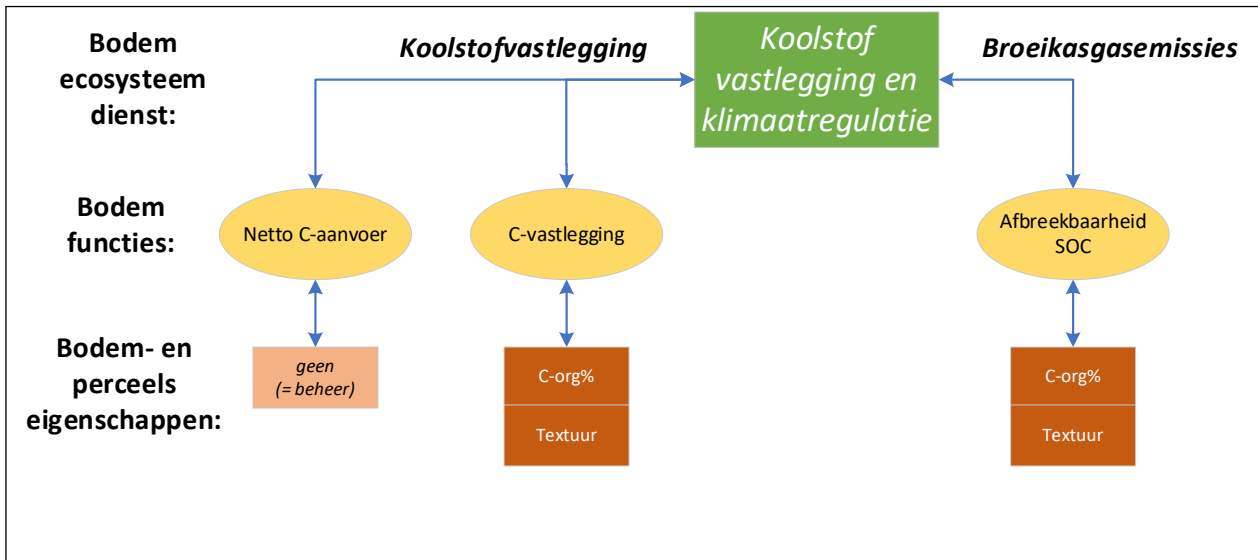 Bodem
ecosysteem
dienst:
Koolstofvastlegging
Koolstof
vastlegging en
klimaatregulatie
Broeikasgasemissies
Bodem
functies:
Netto C-aanvoer
C-vastlegging
Afbreekbaarheid
SOC
Bodem- en
perceels
eigenschappen:
geen
(= beheer)
C-org%
Textuur
C-org%
Textuur